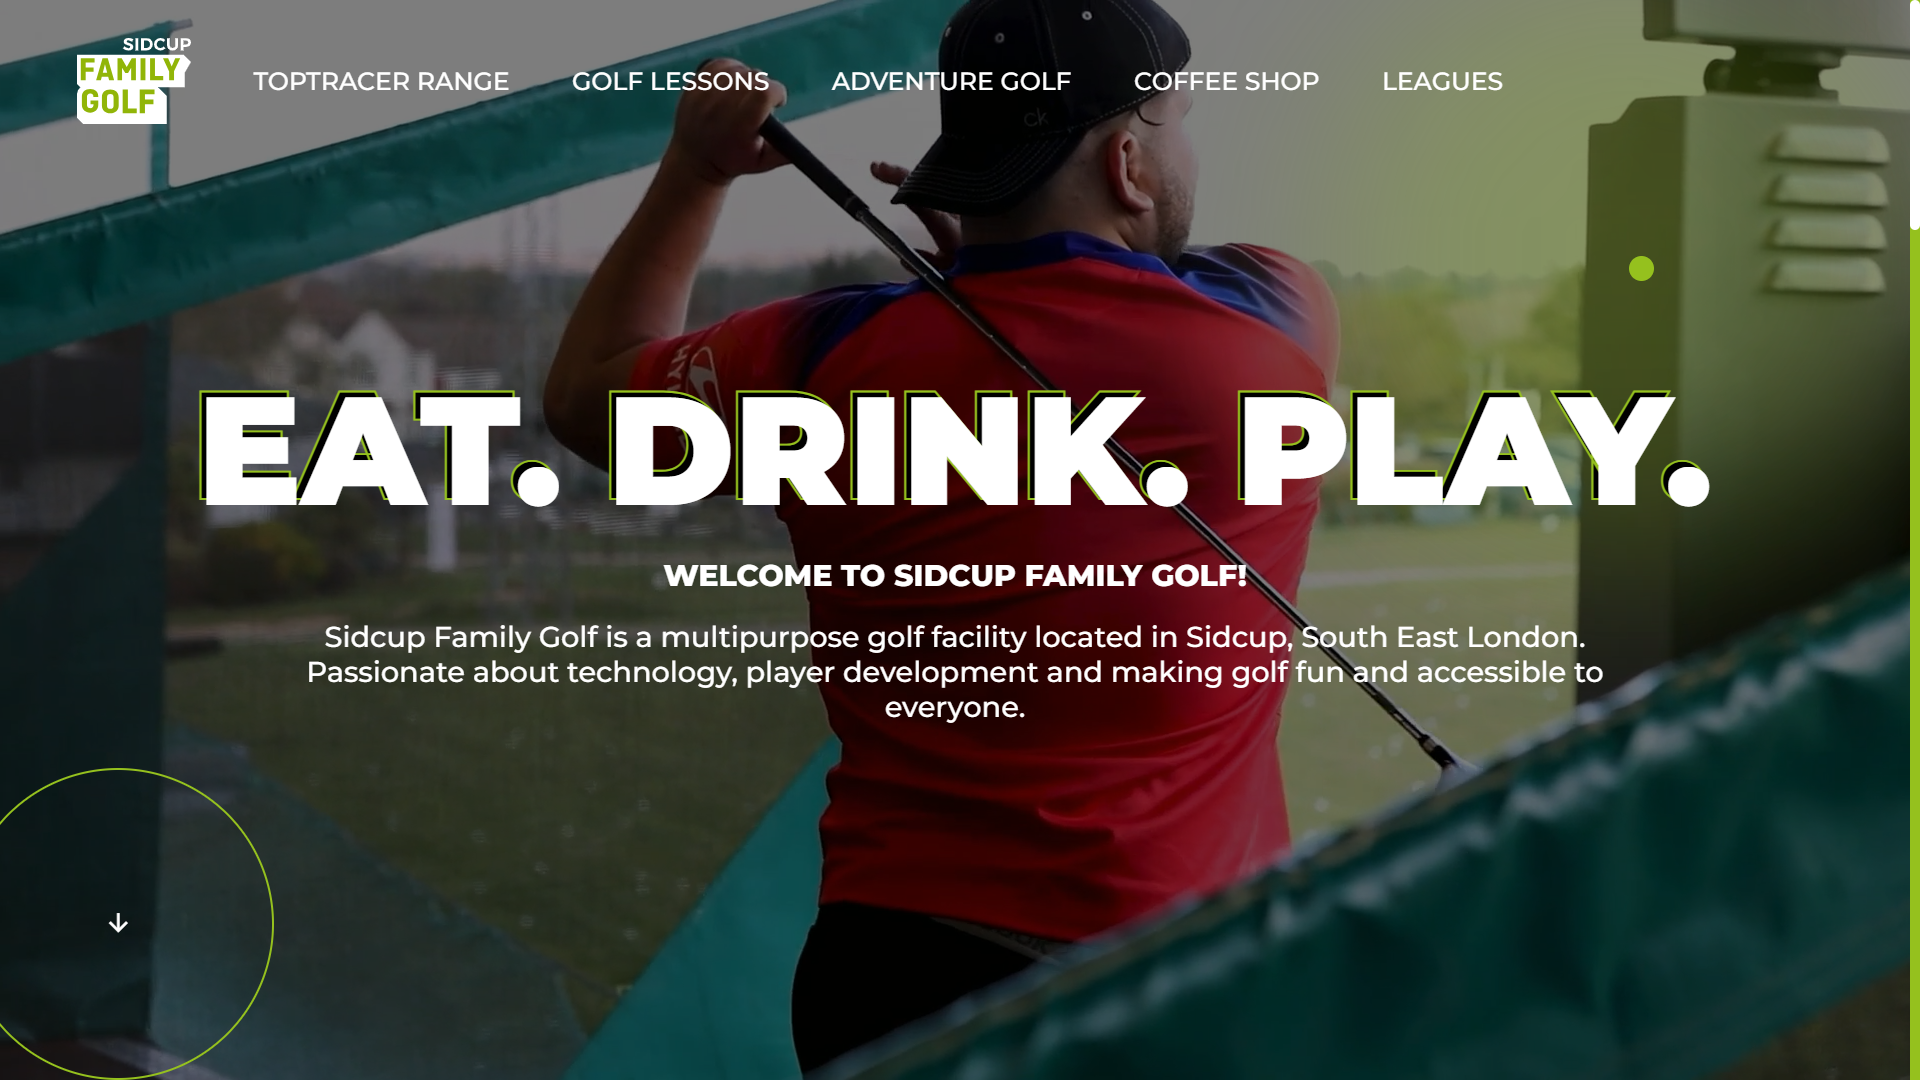 SIDCUP
FAMILY
GOLF
TOPTRACER RANGE
GOLF LESSONS
ADVENTURE GOLF
COFFEE SHOP
LEAGUES
ck
EAT. DRINK. PLAY.
WELCOME TO SIDCUP FAMILY GOLF!
Sidcup Family Golf is a multipurpose golf facility located in Sidcup, South East London.
Passionate about technology, player development and making golf fun and accessible to
everyone.